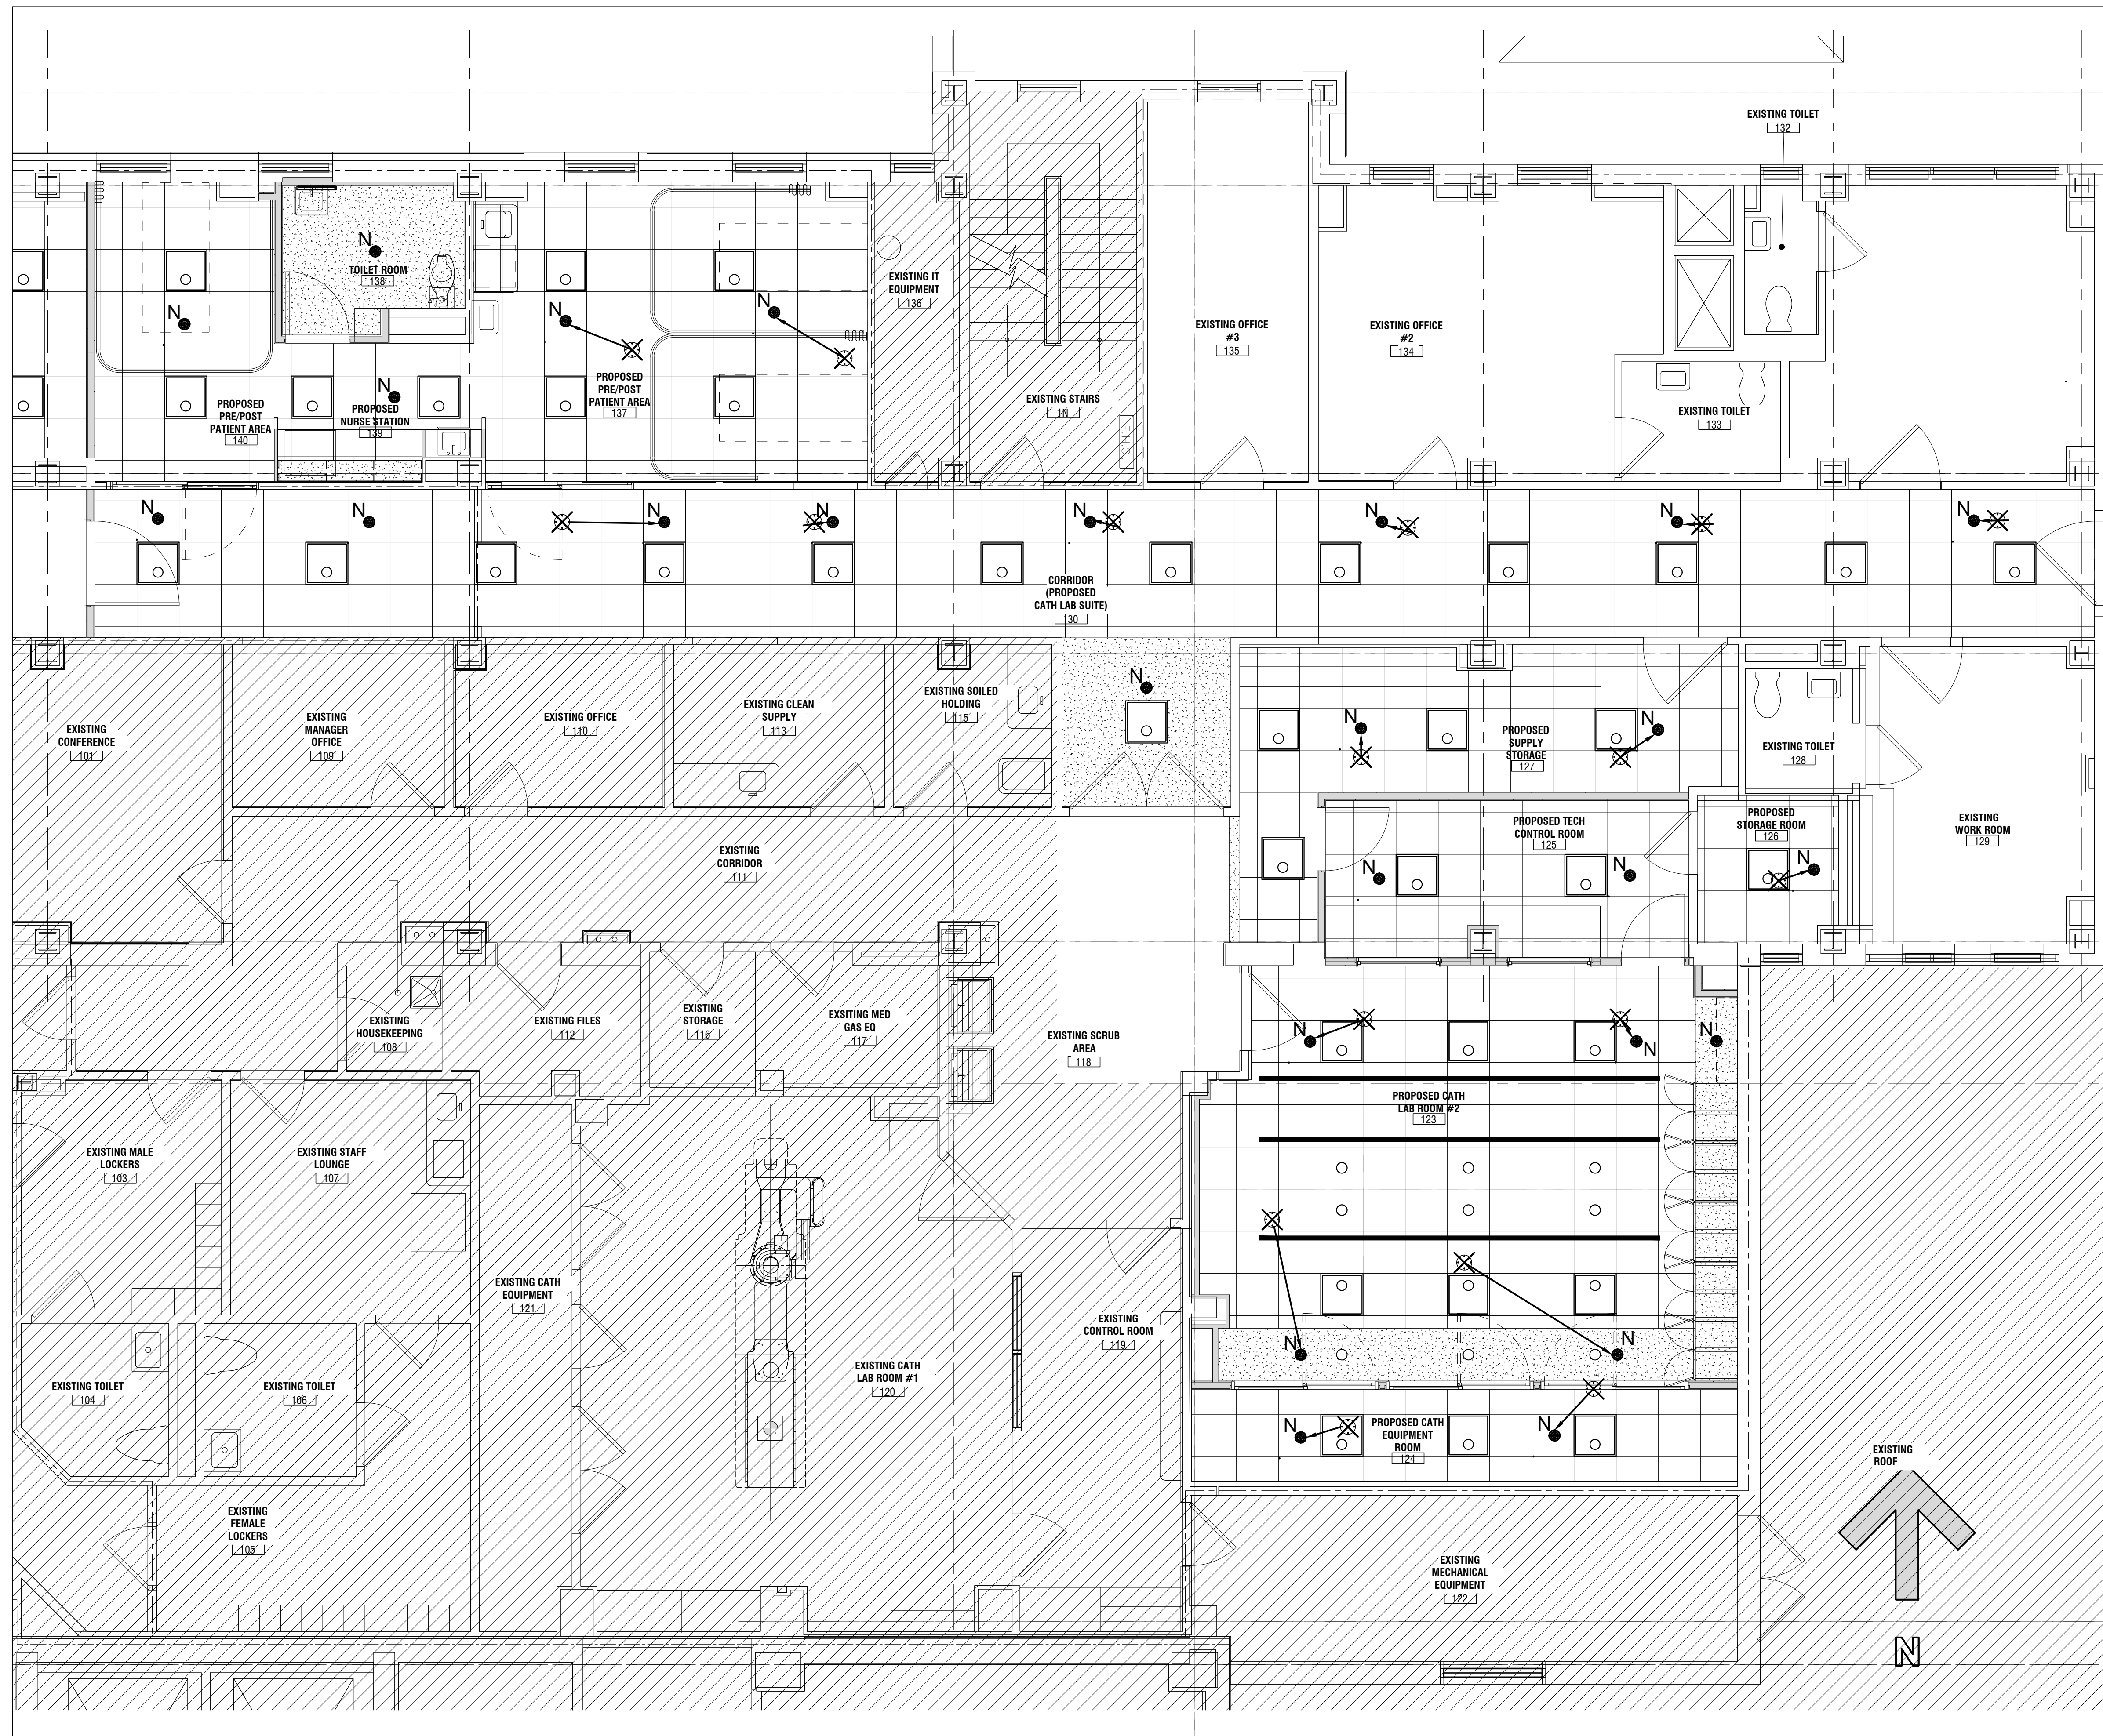 EXISTING TOILET
132
N
TOILET ROOM
138
N
N
N
EXISTING IT
EQUIPMENT
136
EXISTING OFFICE
#3
135
EXISTING OFFICE
#2
134
PROPOSED
PRE/POST
PATIENT AREA
140
N
PROPOSED
NURSE STATION
139
PROPOSED
PRE/POST
PATIENT AREA
137
EXISTING STAIRS
1N
E.H.C
EXISTING TOILET
133
N
N
N
N
N
N
N
N
CORRIDOR
(PROPOSED
CATH LAB SUITE)
130
EXISTING
CONFERENCE
101
EXISTING
MANAGER
OFFICE
109
EXISTING OFFICE
110
EXISTING CLEAN
SUPPLY
113
EXISTING SOILED
HOLDING
115
N
N
PROPOSED
SUPPLY
STORAGE
127
N
EXISTING TOILET
128
EXISTING
CORRIDOR
111
N
PROPOSED TECH
CONTROL ROOM
125
N
PROPOSED
STORAGE ROOM
126
N
EXISTING
WORK ROOM
129
EXISTING
HOUSEKEEPING
108
EXISTING FILES
112
EXISTING
STORAGE
116
EXSITING MED
GAS EQ
117
EXISTING SCRUB
AREA
118
N
N
N
PROPOSED CATH
LAB ROOM #2
123
EXISTING MALE
LOCKERS
103
EXISTING STAFF
LOUNGE
107
EXISTING CATH
EQUIPMENT
121
EXISTING
CONTROL ROOM
119
N
N
EXISTING TOILET
104
EXISTING TOILET
106
EXISTING CATH
LAB ROOM #1
120
N
PROPOSED CATH
EQUIPMENT
ROOM
124
N
EXISTING
ROOF
EXISTING
FEMALE
LOCKERS
105
EXISTING
MECHANICAL
EQUIPMENT
122
N